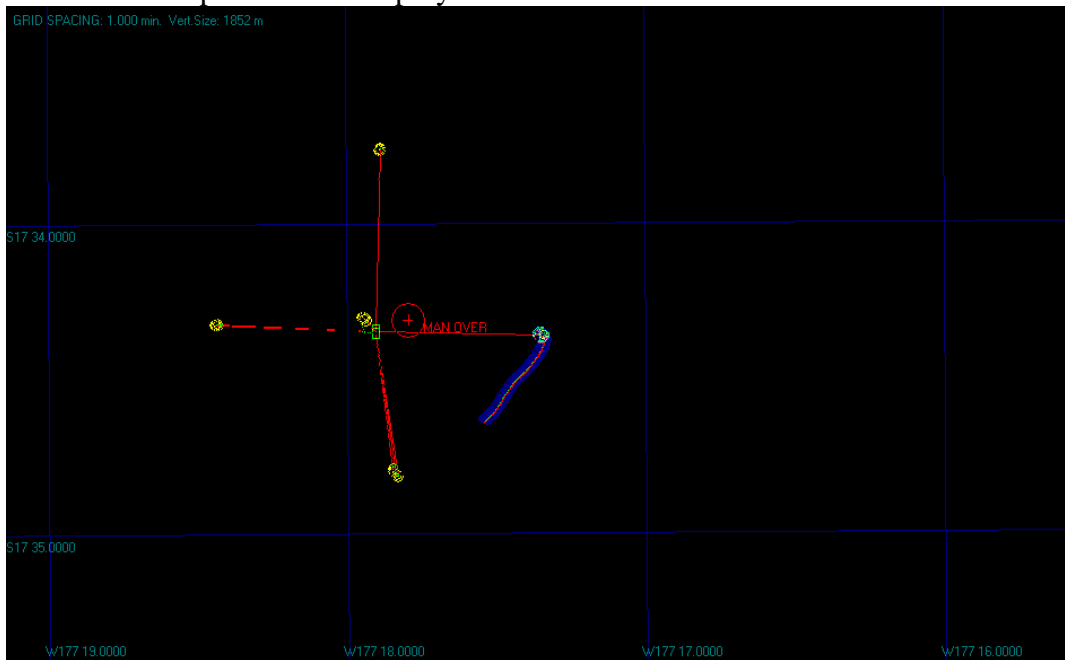 GRID SPACING: 1.000 min. Vert.Size: 1852 m
S17 34.0000
MAN OVER
S17 35.0000
W177 19.0000 W177 18.0000 W177 17.0000 W177 16.0000